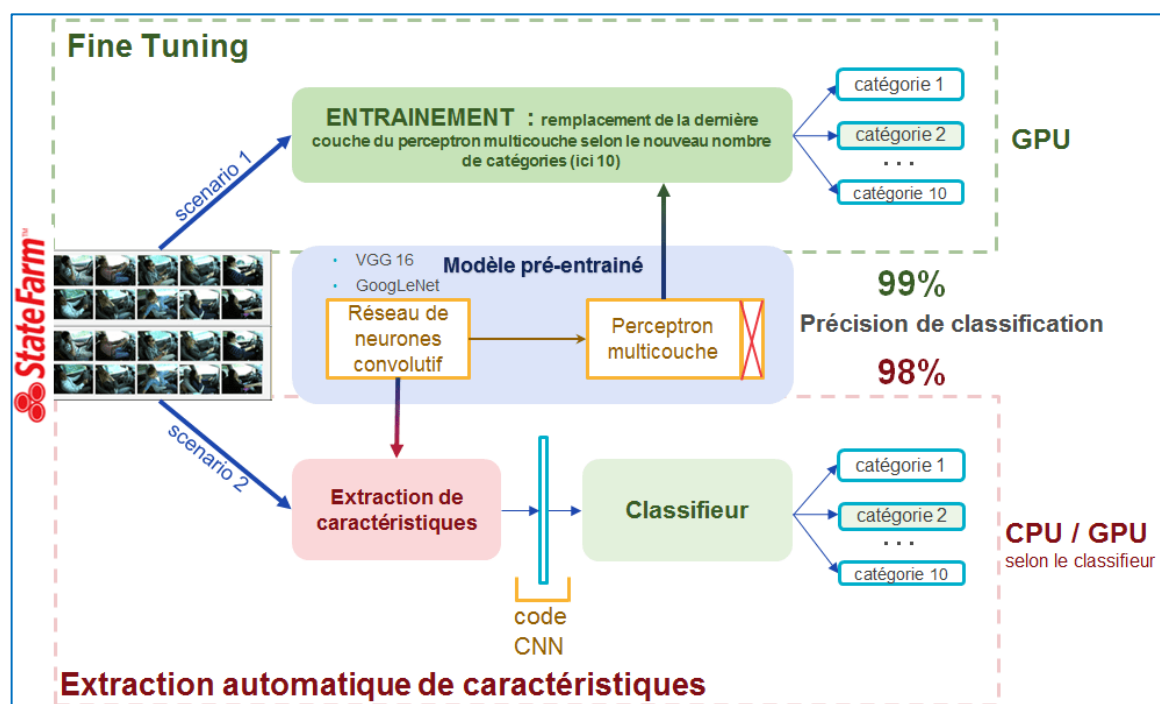 Fine Tuning
ENTRAINEMENT : remplacement de la dernière
couche du perceptron multicouche selon le nouveau nombre
de catégories (ici 10)
catégorie 1
catégorie 2
...
catégorie 10
GPU
scenario 1
StateFarm™
• VGG 16
• GoogLeNet
Modèle pré-entrainé
Réseau de
neurones
convolutif
Perceptron
multicouche
99%
Précision de classification
98%
scenario 2
Extraction de
caractéristiques
code
CNN
Classifieur
catégorie 1
catégorie 2
...
catégorie 10
CPU / GPU
selon le classifieur
Extraction automatique de caractéristiques